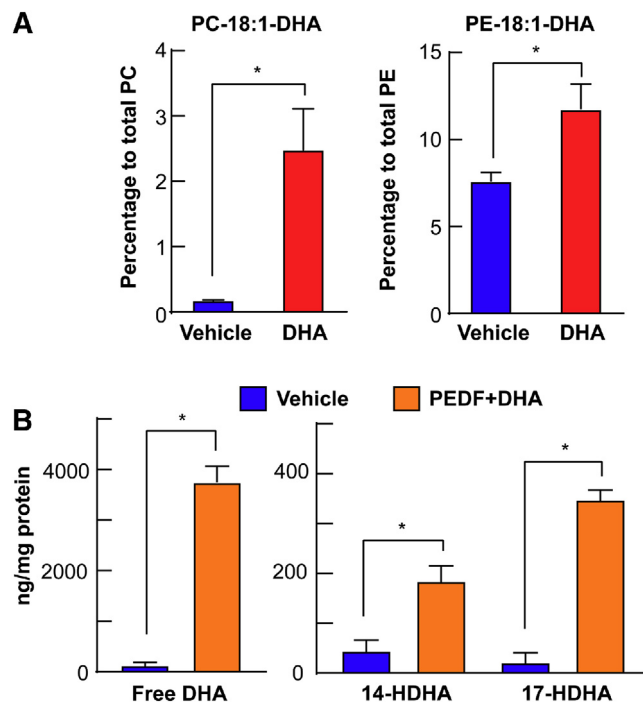 A
PC-18:1-DHA
Percentage to total PC
4
3
2
1
0
*
Vehicle DHA
PE-18:1-DHA
Percentage to total PE
15
10
5
0
*
Vehicle DHA
B
Vehicle PEDF+DHA
ng/mg protein
4000
2000
0
*
Free DHA
400
200
0
*
*
14-HDHA 17-HDHA